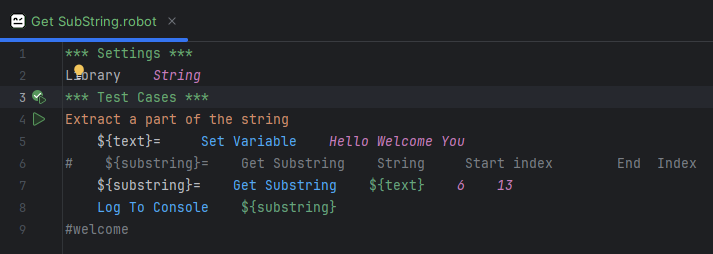 Get SubString.robot
1 *** Settings ***
2 Library    String
3 *** Test Cases ***
4 Extract a part of the string
5     ${text}=     Set Variable    Hello Welcome You
6 #    ${substring}=    Get Substring    String     Start index        End  Index
7     ${substring}=    Get Substring    ${text}    6    13
8     Log To Console    ${substring}
9 #welcome